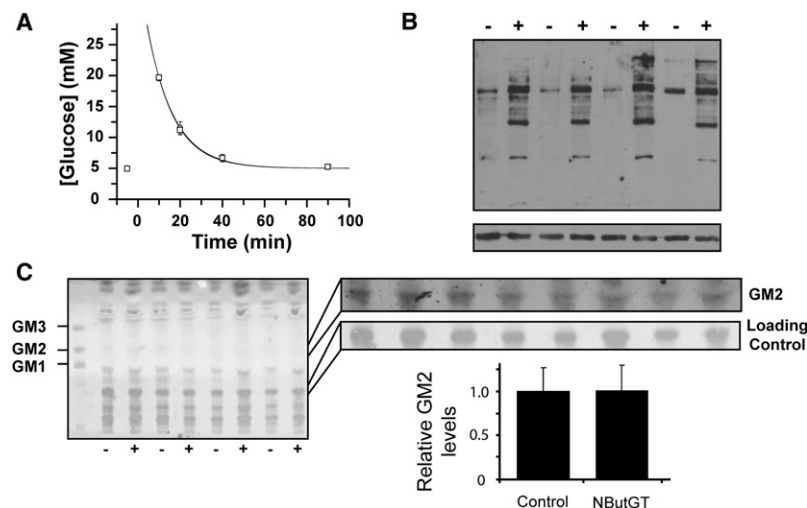 A
[Glucose] (mM)
25
20
15
10
5
0
0 20 40 60 80 100
Time (min)
B
- + - + - + - +
C
GM3
GM2
GM1
- + - + - + - +
GM2
Loading
Control
Relative GM2
levels
1.0
0.5
0
Control NButGT